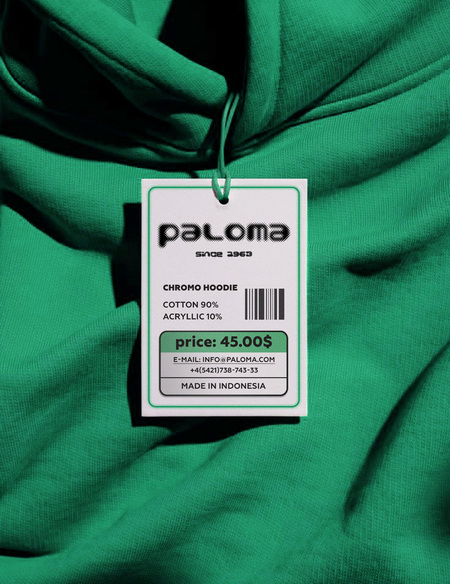 paloma
since 1963
CHROMO HOODIE
COTTON 90%
ACRYLLIC 10%
price: 45.00$
E-MAIL: INFO@PALOMA.COM
+4(5421)738-743-33
MADE IN INDONESIA